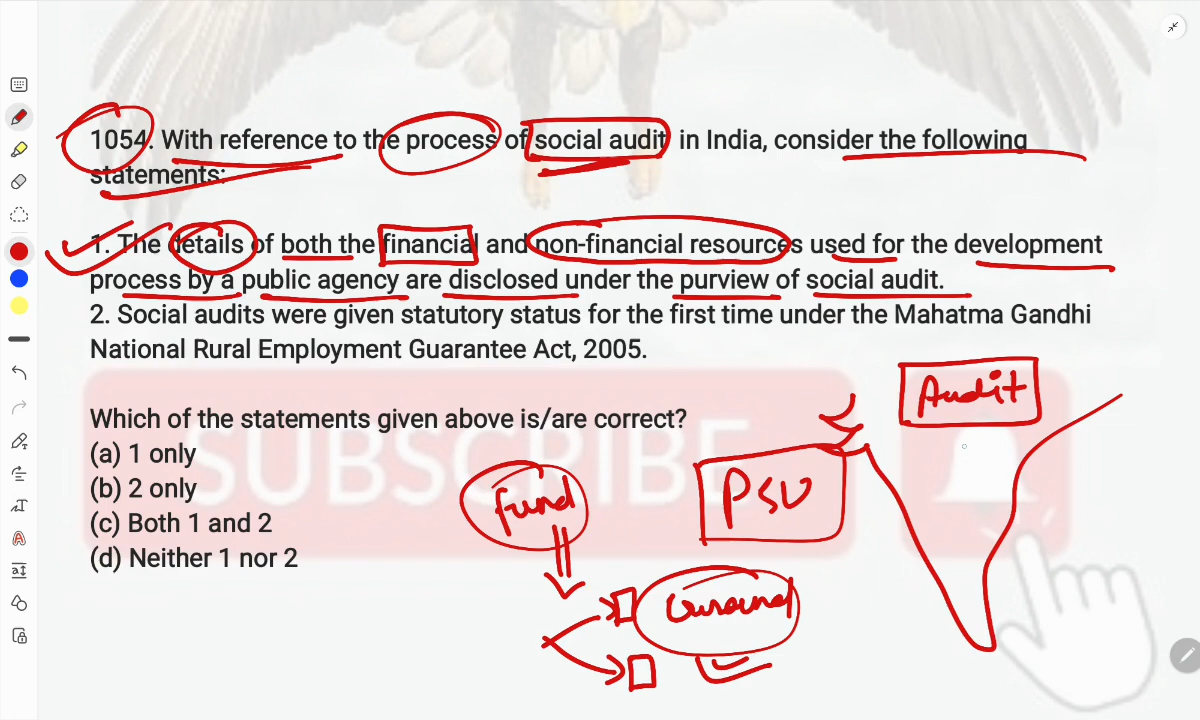 1054. With reference to the process of social audit in India, consider the following
statements:
1. The details of both the financial and non-financial resources used for the development
process by a public agency are disclosed under the purview of social audit.
2. Social audits were given statutory status for the first time under the Mahatma Gandhi
National Rural Employment Guarantee Act, 2005.
Audit
Which of the statements given above is/are correct?
(a) 1 only
(b) 2 only
(c) Both 1 and 2
(d) Neither 1 nor 2
SUBSCRIBE
Fund
PSU